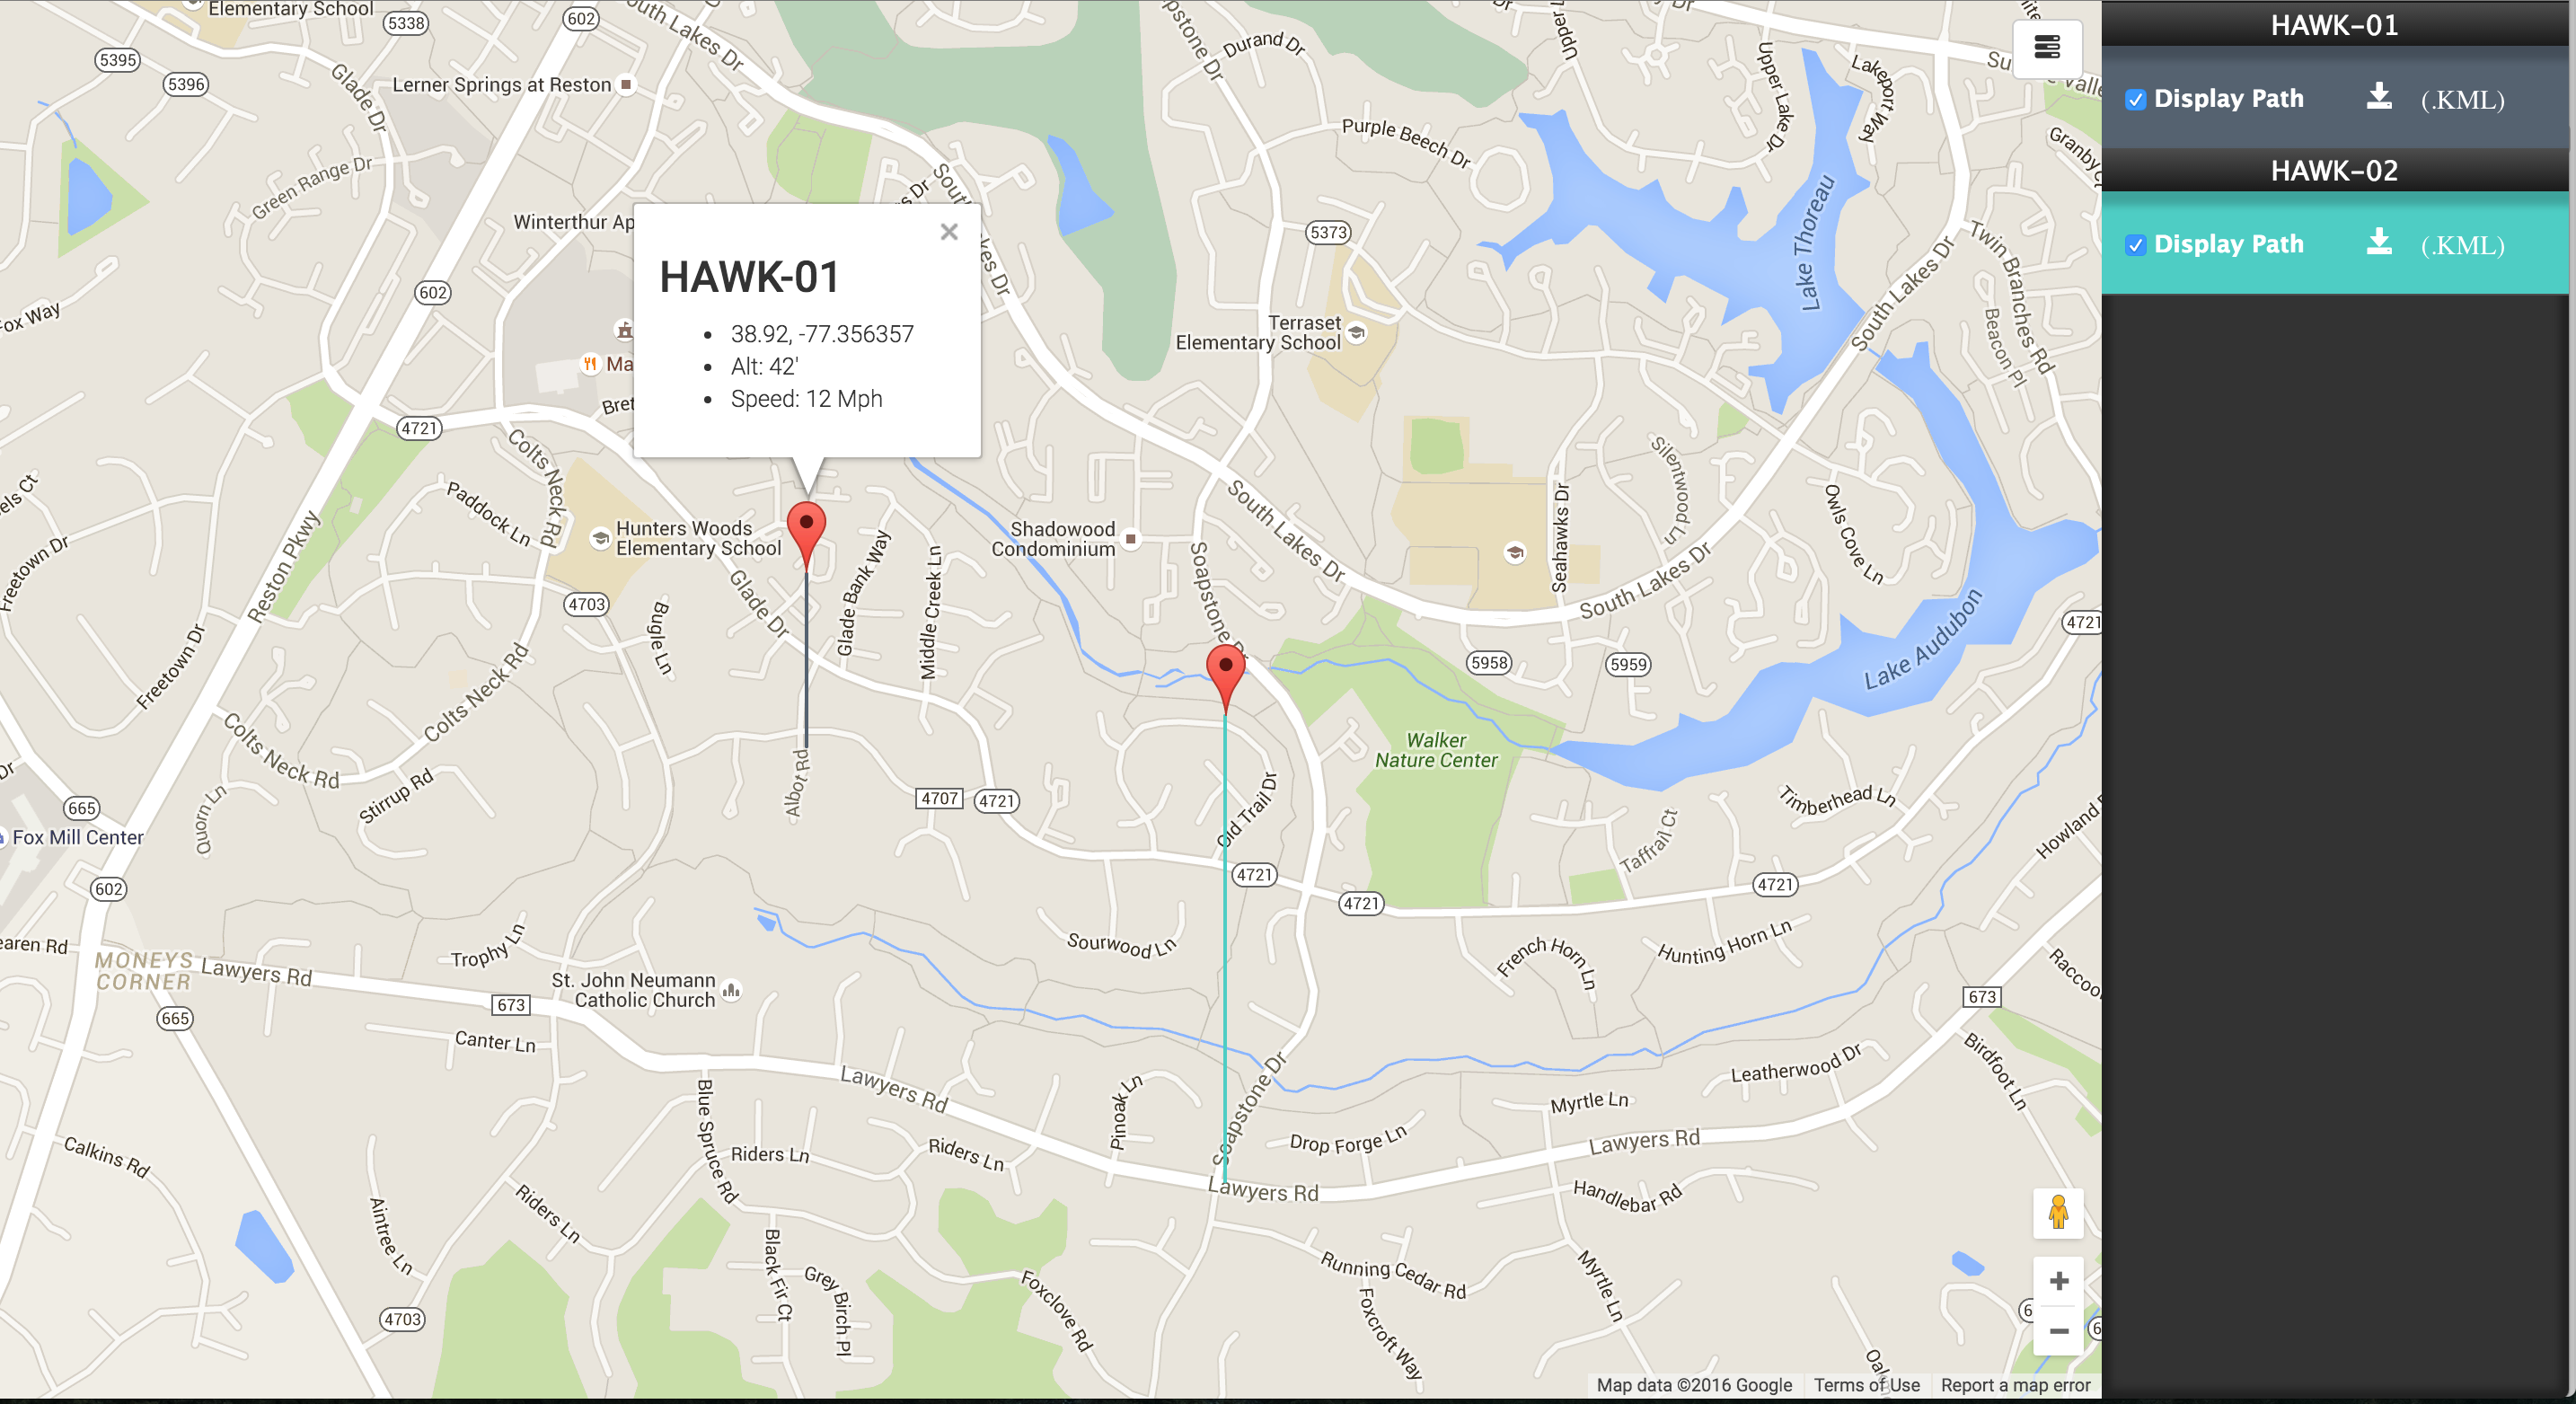 Elementary School
5338
602
South Lakes Dr
5395
5396
Glade Dr
Lerner Springs at Reston
Durand Dr
Upper Lake Dr
Lakeport Way
Purple Beech Dr
Granby Ct
Green Range Dr
Winterthur Ap
South Lakes Dr
5373
Lake Thoreau
South Lakes Dr
Twin Branches Rd
Beacon Pl
602
Fox Way
HAWK-01
38.92, -77.356357
Alt: 42'
Speed: 12 Mph
Terraset
Elementary School
4721
Colts Neck Rd
Paddock Ln
Reston Pkwy
Freetown Dr
Hunters Woods
Elementary School
Glade Dr
Glade Bank Way
Middle Creek Ln
Shadowood
Condominium
Soapstone Dr
South Lakes Dr
Seahawks Dr
Silentwood Ln
South Lakes Dr
Owls Cove Ln
4703
Bugle Ln
Freetown Dr
Colts Neck Rd
5958
5959
Lake Audubon
4721
Colts Neck Rd
Quorn Ln
Stirrup Rd
Albot Rd
Walker
Nature Center
4707
4721
Old Trail Dr
Timberhead Ln
Taffrail Ct
Howland
665
Fox Mill Center
602
4721
4721
4721
earen Rd
MONEYS
CORNER
Lawyers Rd
Trophy Ln
Sourwood Ln
French Horn Ln
Hunting Horn Ln
Raccoo
St. John Neumann
Catholic Church
673
673
665
Canter Ln
Lawyers Rd
Blue Spruce Rd
Pinoak Ln
Soapstone Dr
Leatherwood Dr
Birdfoot Ln
Myrtle Ln
Drop Forge Ln
Lawyers Rd
Calkins Rd
Riders Ln
Riders Ln
Lawyers Rd
Handlebar Rd
Riders Ln
Aintree Ln
Black Fir Ct
Grey Birch Pl
Foxclove Rd
Running Cedar Rd
Foxcroft Way
Myrtle Ln
4703
Map data ©2016 Google
Terms of Use
Report a map error
HAWK-01
Display Path
(.KML)
HAWK-02
Display Path
(.KML)